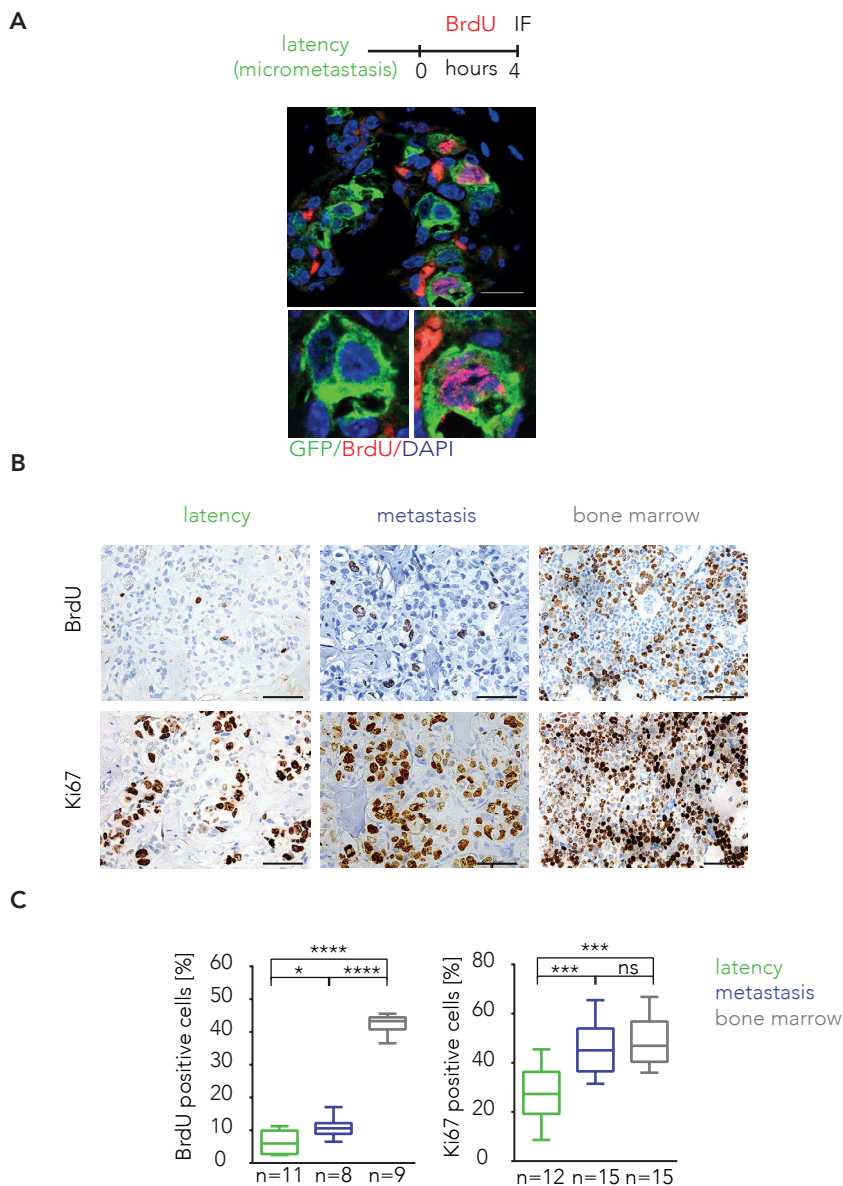 A
BrdU IF
latency
(micrometastasis)
0 hours 4
GFP/BrdU/DAPI
B
latency metastasis bone marrow
BrdU
Ki67
C
BrdU positive cells [%]
60
50
40
30
20
10
0
****
* ****
n=11 n=8 n=9
Ki67 positive cells [%]
80
60
40
20
0
***
*** ns
n=12 n=15 n=15
latency
metastasis
bone marrow